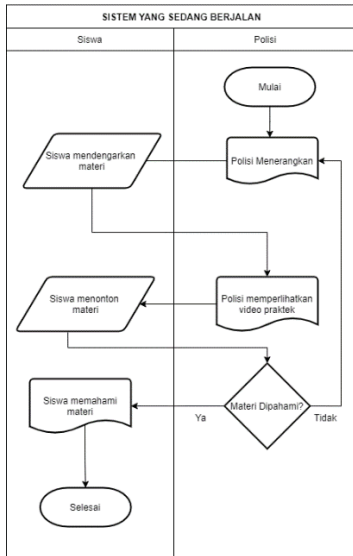 SISTEM YANG SEDANG BERJALAN
Siswa
Polisi
Mulai
Siswa mendengarkan
materi
Polisi Menerangkan
Siswa menonton
materi
Polisi memperlihatkan
video praktek
Siswa memahami
materi
Materi Dipahami?
Ya
Tidak
Selesai